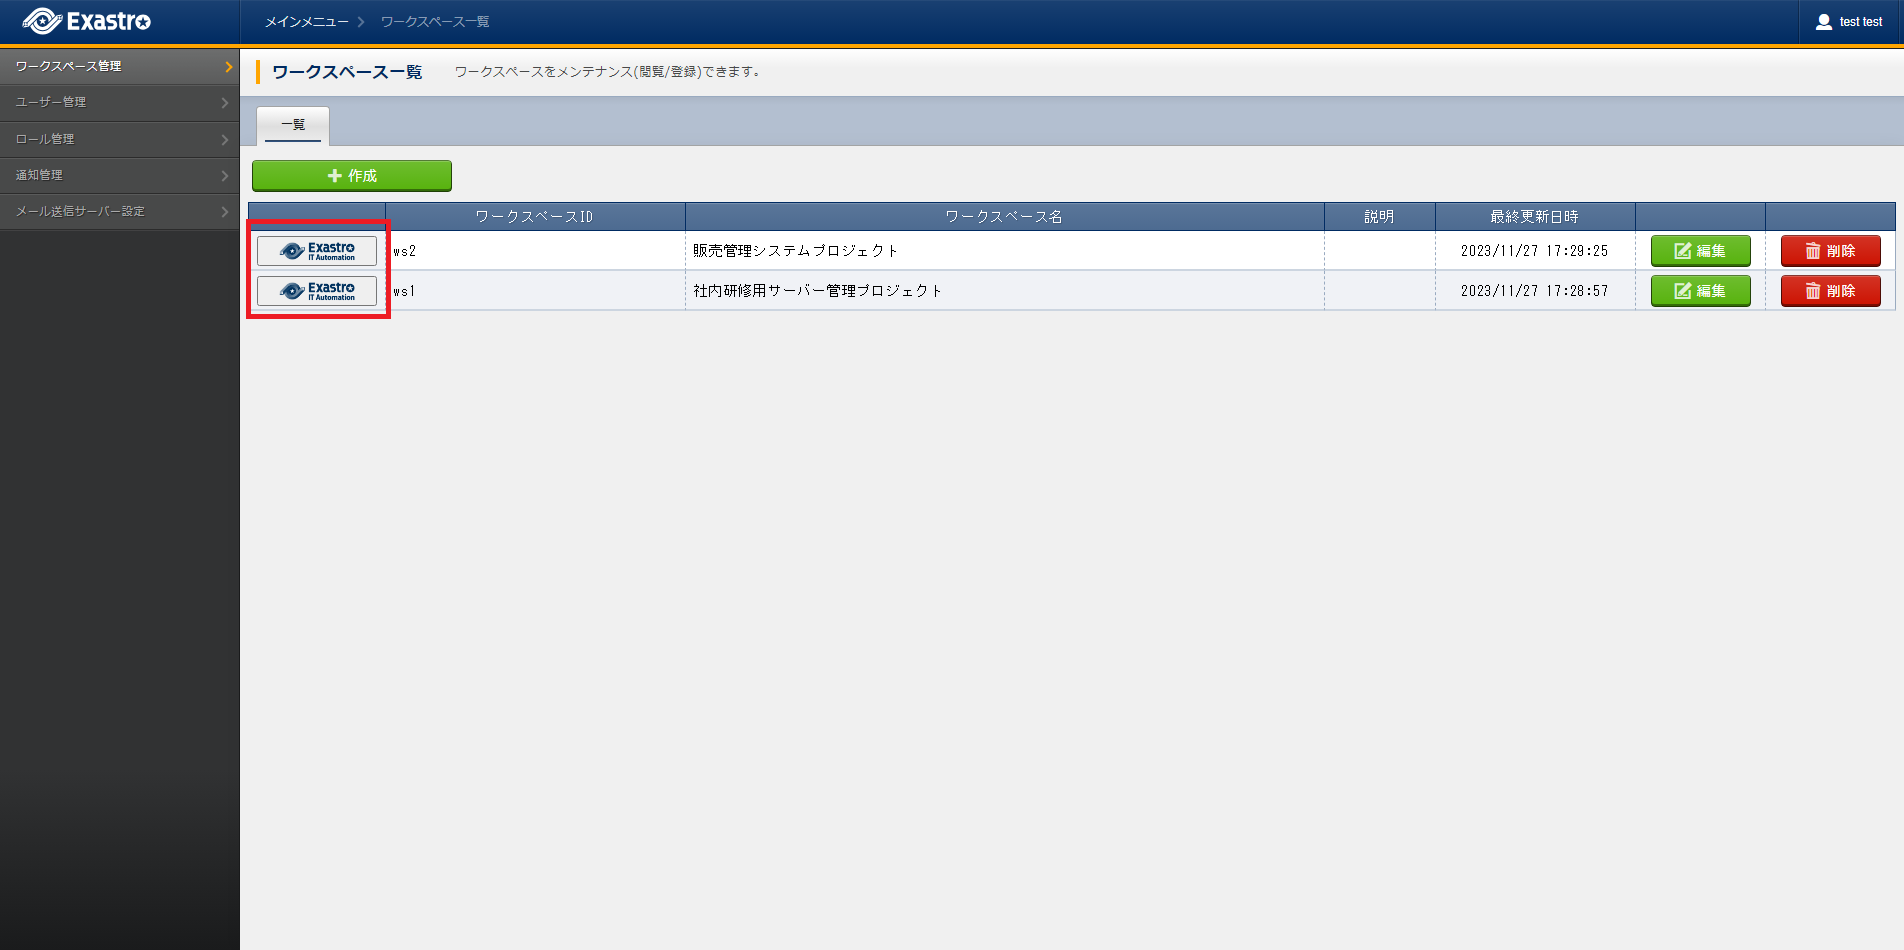 Exastro
メインメニュー
ワークスペース一覧
test test
ワークスペース管理
ユーザー管理
ロール管理
通知管理
メール送信サーバー設定
ワークスペース一覧
ワークスペースをメンテナンス(閲覧/登録)できます。
一覧
作成
ワークスペースID ワークスペース名 説明 最終更新日時
Exastro
IT Automation
ws2 販売管理システムプロジェクト 2023/11/27 17:29:25 編集 削除
Exastro
IT Automation
ws1 社内研修用サーバー管理プロジェクト 2023/11/27 17:28:57 編集 削除